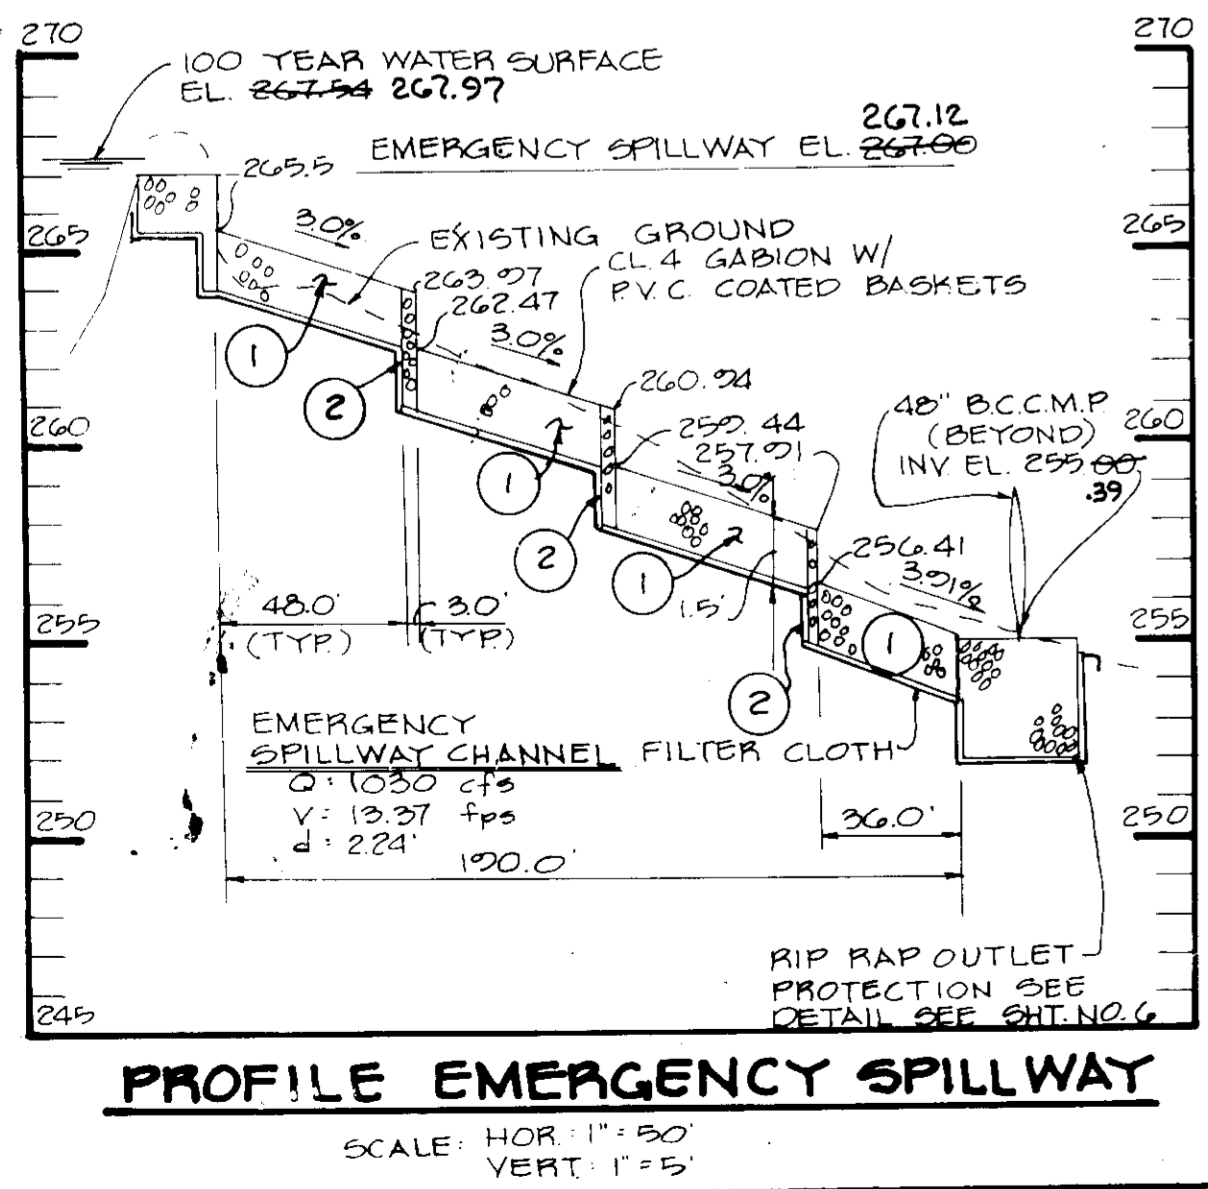 270
270
100 YEAR WATER SURFACE
EL. 267.54 267.97
267.12
EMERGENCY SPILLWAY EL. 267.00
265.5
265
265
3.0%
EXISTING GROUND
CL. 4 GABION W/
P.V.C. COATED BASKETS
263.97
262.47
3.0%
1
2
260.94
48" B.C.C.M.P.
(BEYOND)
INV. EL. 255.00
.39
260
260
259.44
257.91
3.0%
1
2
1
256.41
3.91%
1.5'
48.0'
(TYP.)
3.0'
(TYP.)
255
255
1
2
EMERGENCY
SPILLWAY CHANNEL
FILTER CLOTH
Q = 1030 cfs
V = 13.37 fps
d = 2.24'
36.0'
250
250
190.0'
RIP RAP OUTLET
PROTECTION SEE
DETAIL SEE SHT. NO. 6
245
PROFILE EMERGENCY SPILLWAY
SCALE: HOR.: 1" = 50'
VERT.: 1" = 5'